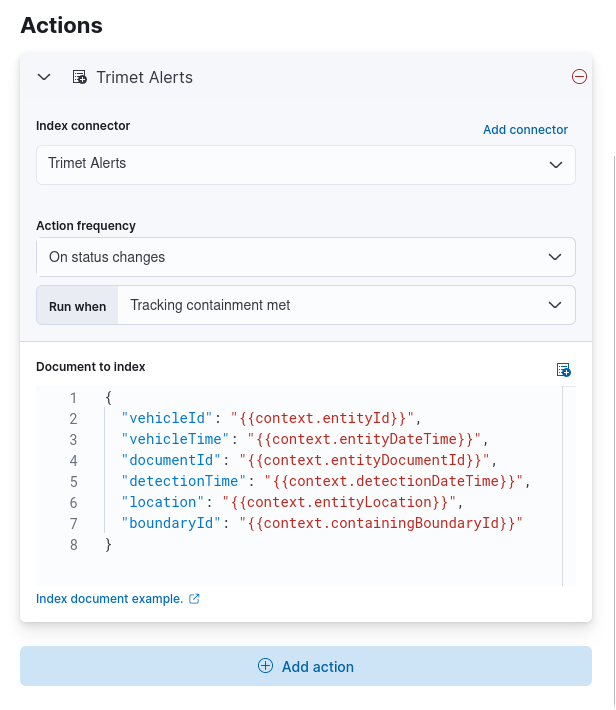 Actions
Trimet Alerts
Index connector
Add connector
Trimet Alerts
Action frequency
On status changes
Run when Tracking containment met
Document to index
1 {
2 "vehicleId": "{{context.entityId}}",
3 "vehicleTime": "{{context.entityDateTime}}",
4 "documentId": "{{context.entityDocumentId}}",
5 "detectionTime": "{{context.detectionDateTime}}",
6 "location": "{{context.entityLocation}}",
7 "boundaryId": "{{context.containingBoundaryId}}"
8 }
Index document example.
Add action